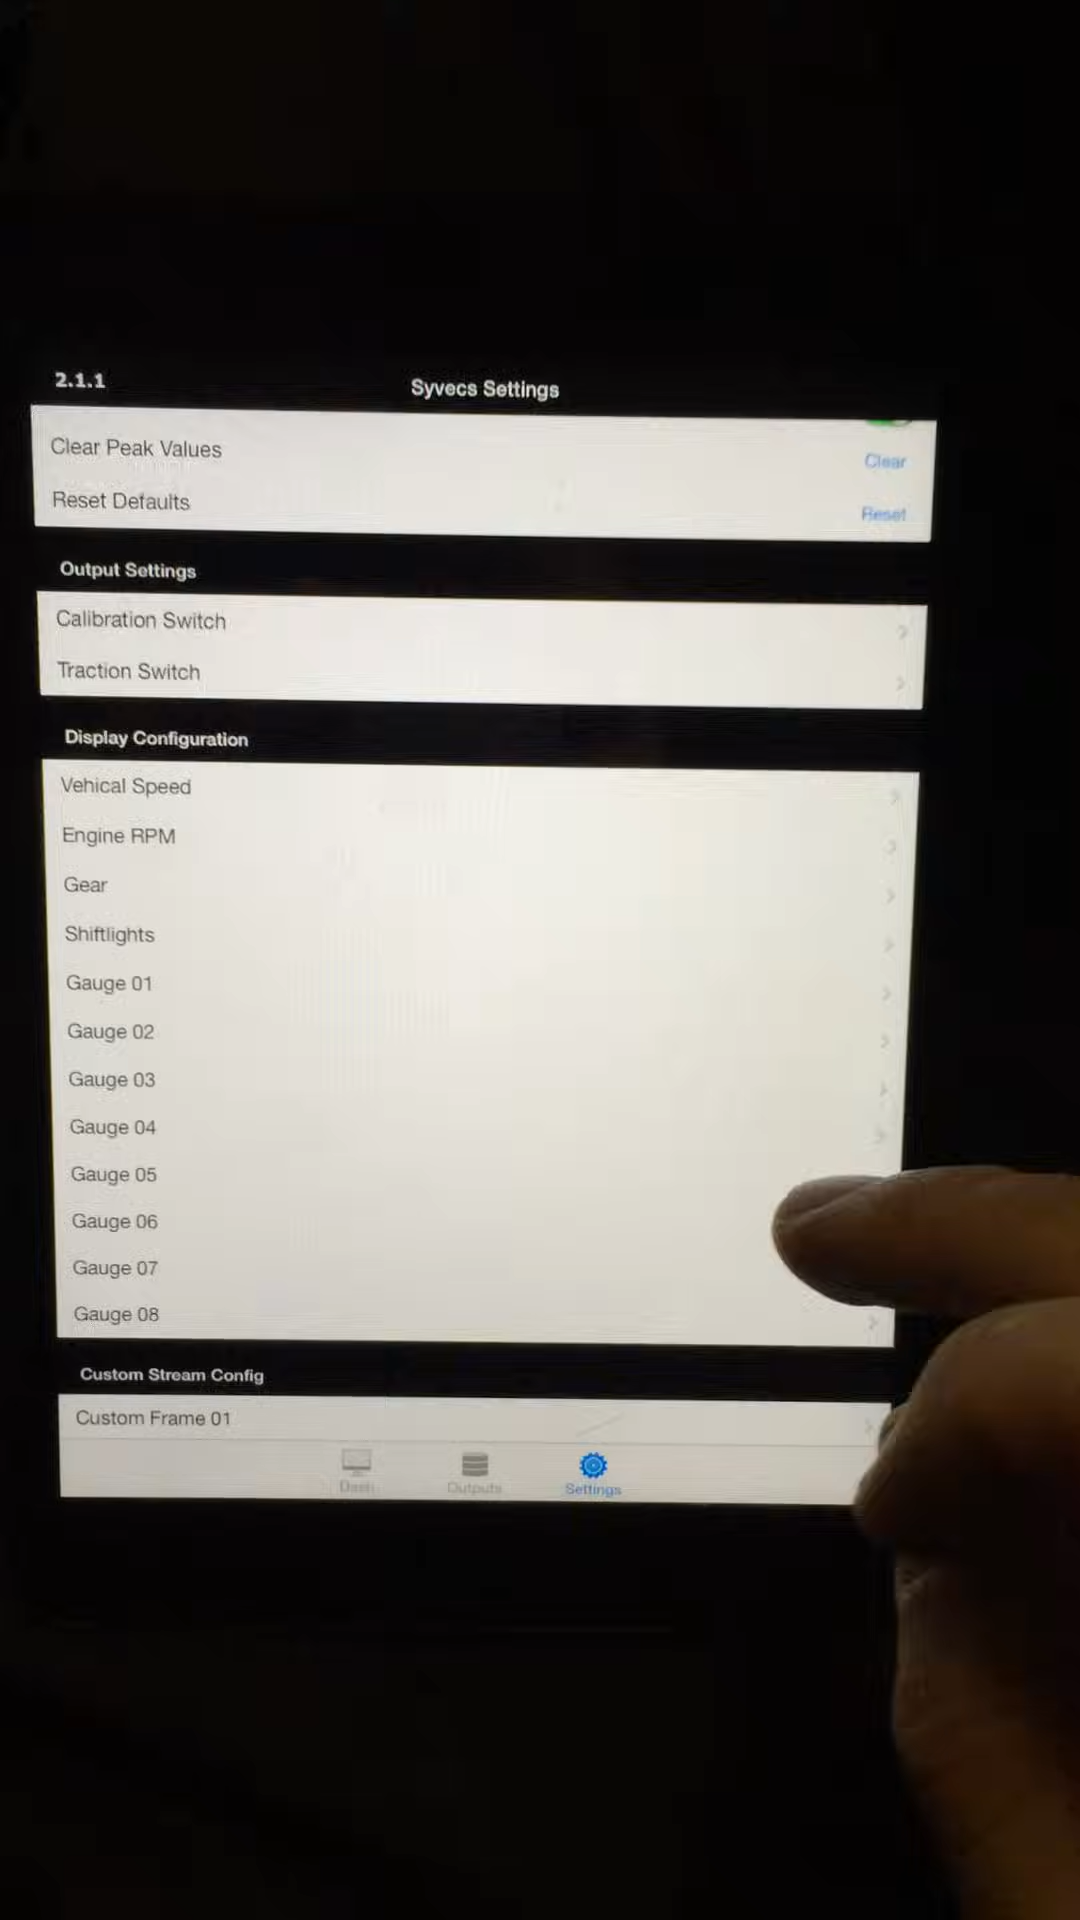 2.1.1
Syvecs Settings
Clear Peak Values
Clear
Reset Defaults
Reset
Output Settings
Calibration Switch
Traction Switch
Display Configuration
Vehical Speed
Engine RPM
Gear
Shiftlights
Gauge 01
Gauge 02
Gauge 03
Gauge 04
Gauge 05
Gauge 06
Gauge 07
Gauge 08
Custom Stream Config
Custom Frame 01
Dash
Outputs
Settings